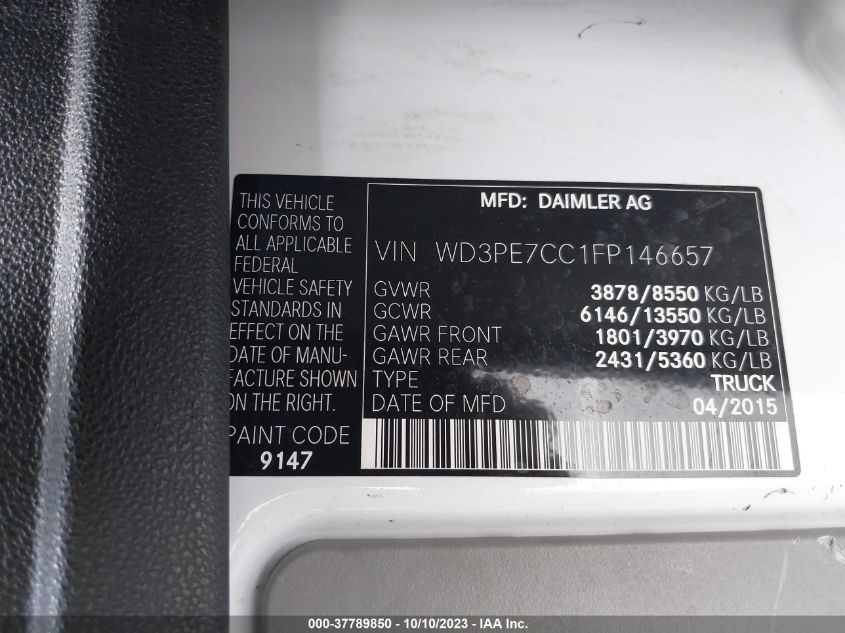 THIS VEHICLE
CONFORMS TO
ALL APPLICABLE
FEDERAL
VEHICLE SAFETY
STANDARDS IN
EFFECT ON THE
DATE OF MANU-
FACTURE SHOWN
ON THE RIGHT.
PAINT CODE
9147
MFD: DAIMLER AG
VIN WD3PE7CC1FP146657
GVWR 3878/8550 KG/LB
GCWR 6146/13550 KG/LB
GAWR FRONT 1801/3970 KG/LB
GAWR REAR 2431/5360 KG/LB
TYPE TRUCK
DATE OF MFD 04/2015
000-37789850 - 10/10/2023 - IAA Inc.